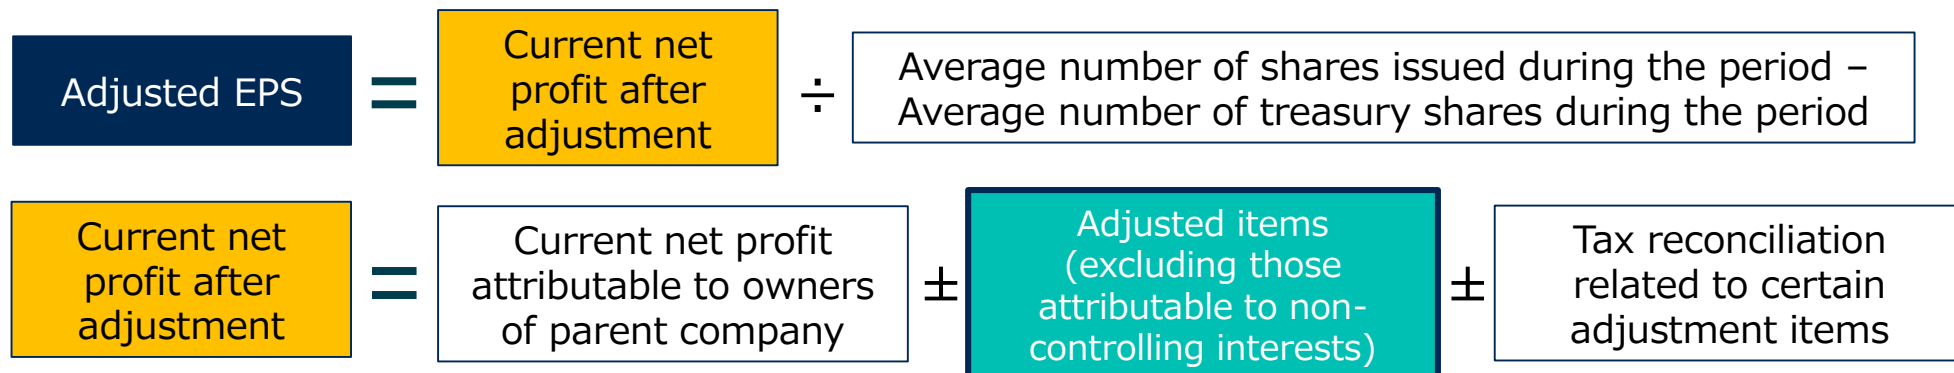 Adjusted EPS
=
Current net
profit after
adjustment
÷
Average number of shares issued during the period –
Average number of treasury shares during the period
Current net
profit after
adjustment
=
Current net profit
attributable to owners
of parent company
±
Adjusted items
(excluding those
attributable to non-
controlling interests)
±
Tax reconciliation
related to certain
adjustment items